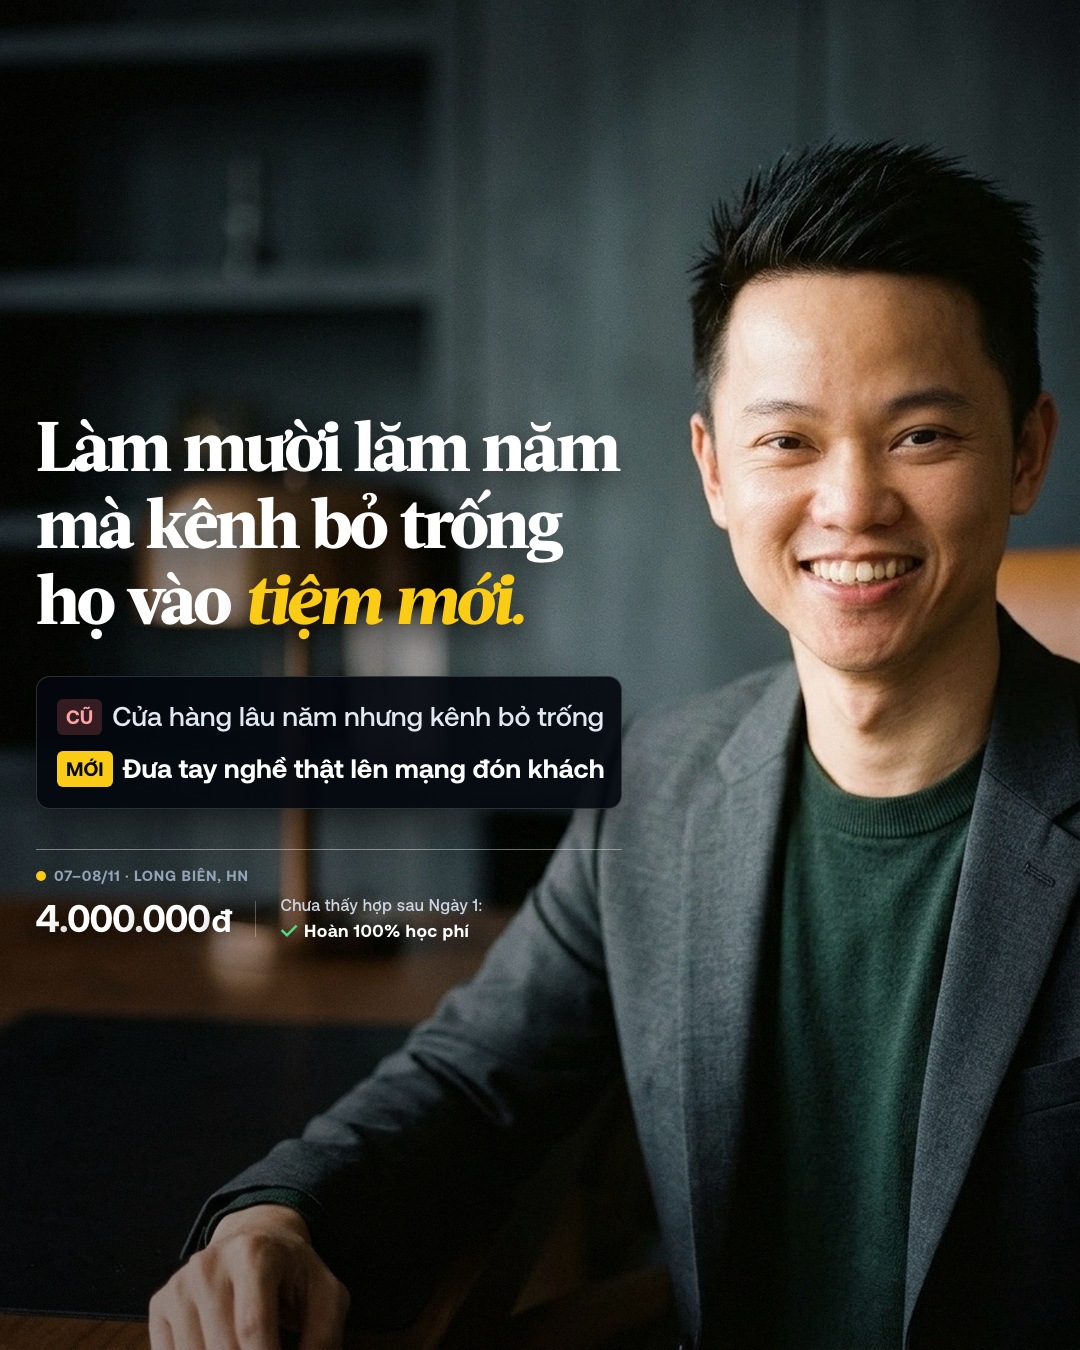 Làm mười lăm năm
mà kênh bỏ trống
họ vào tiệm mới.
CŨ Cửa hàng lâu năm nhưng kênh bỏ trống
MỚI Đưa tay nghề thật lên mạng đón khách
07–08/11 · LONG BIÊN, HN
4.000.000đ
Chưa thấy hợp sau Ngày 1:
✓ Hoàn 100% học phí